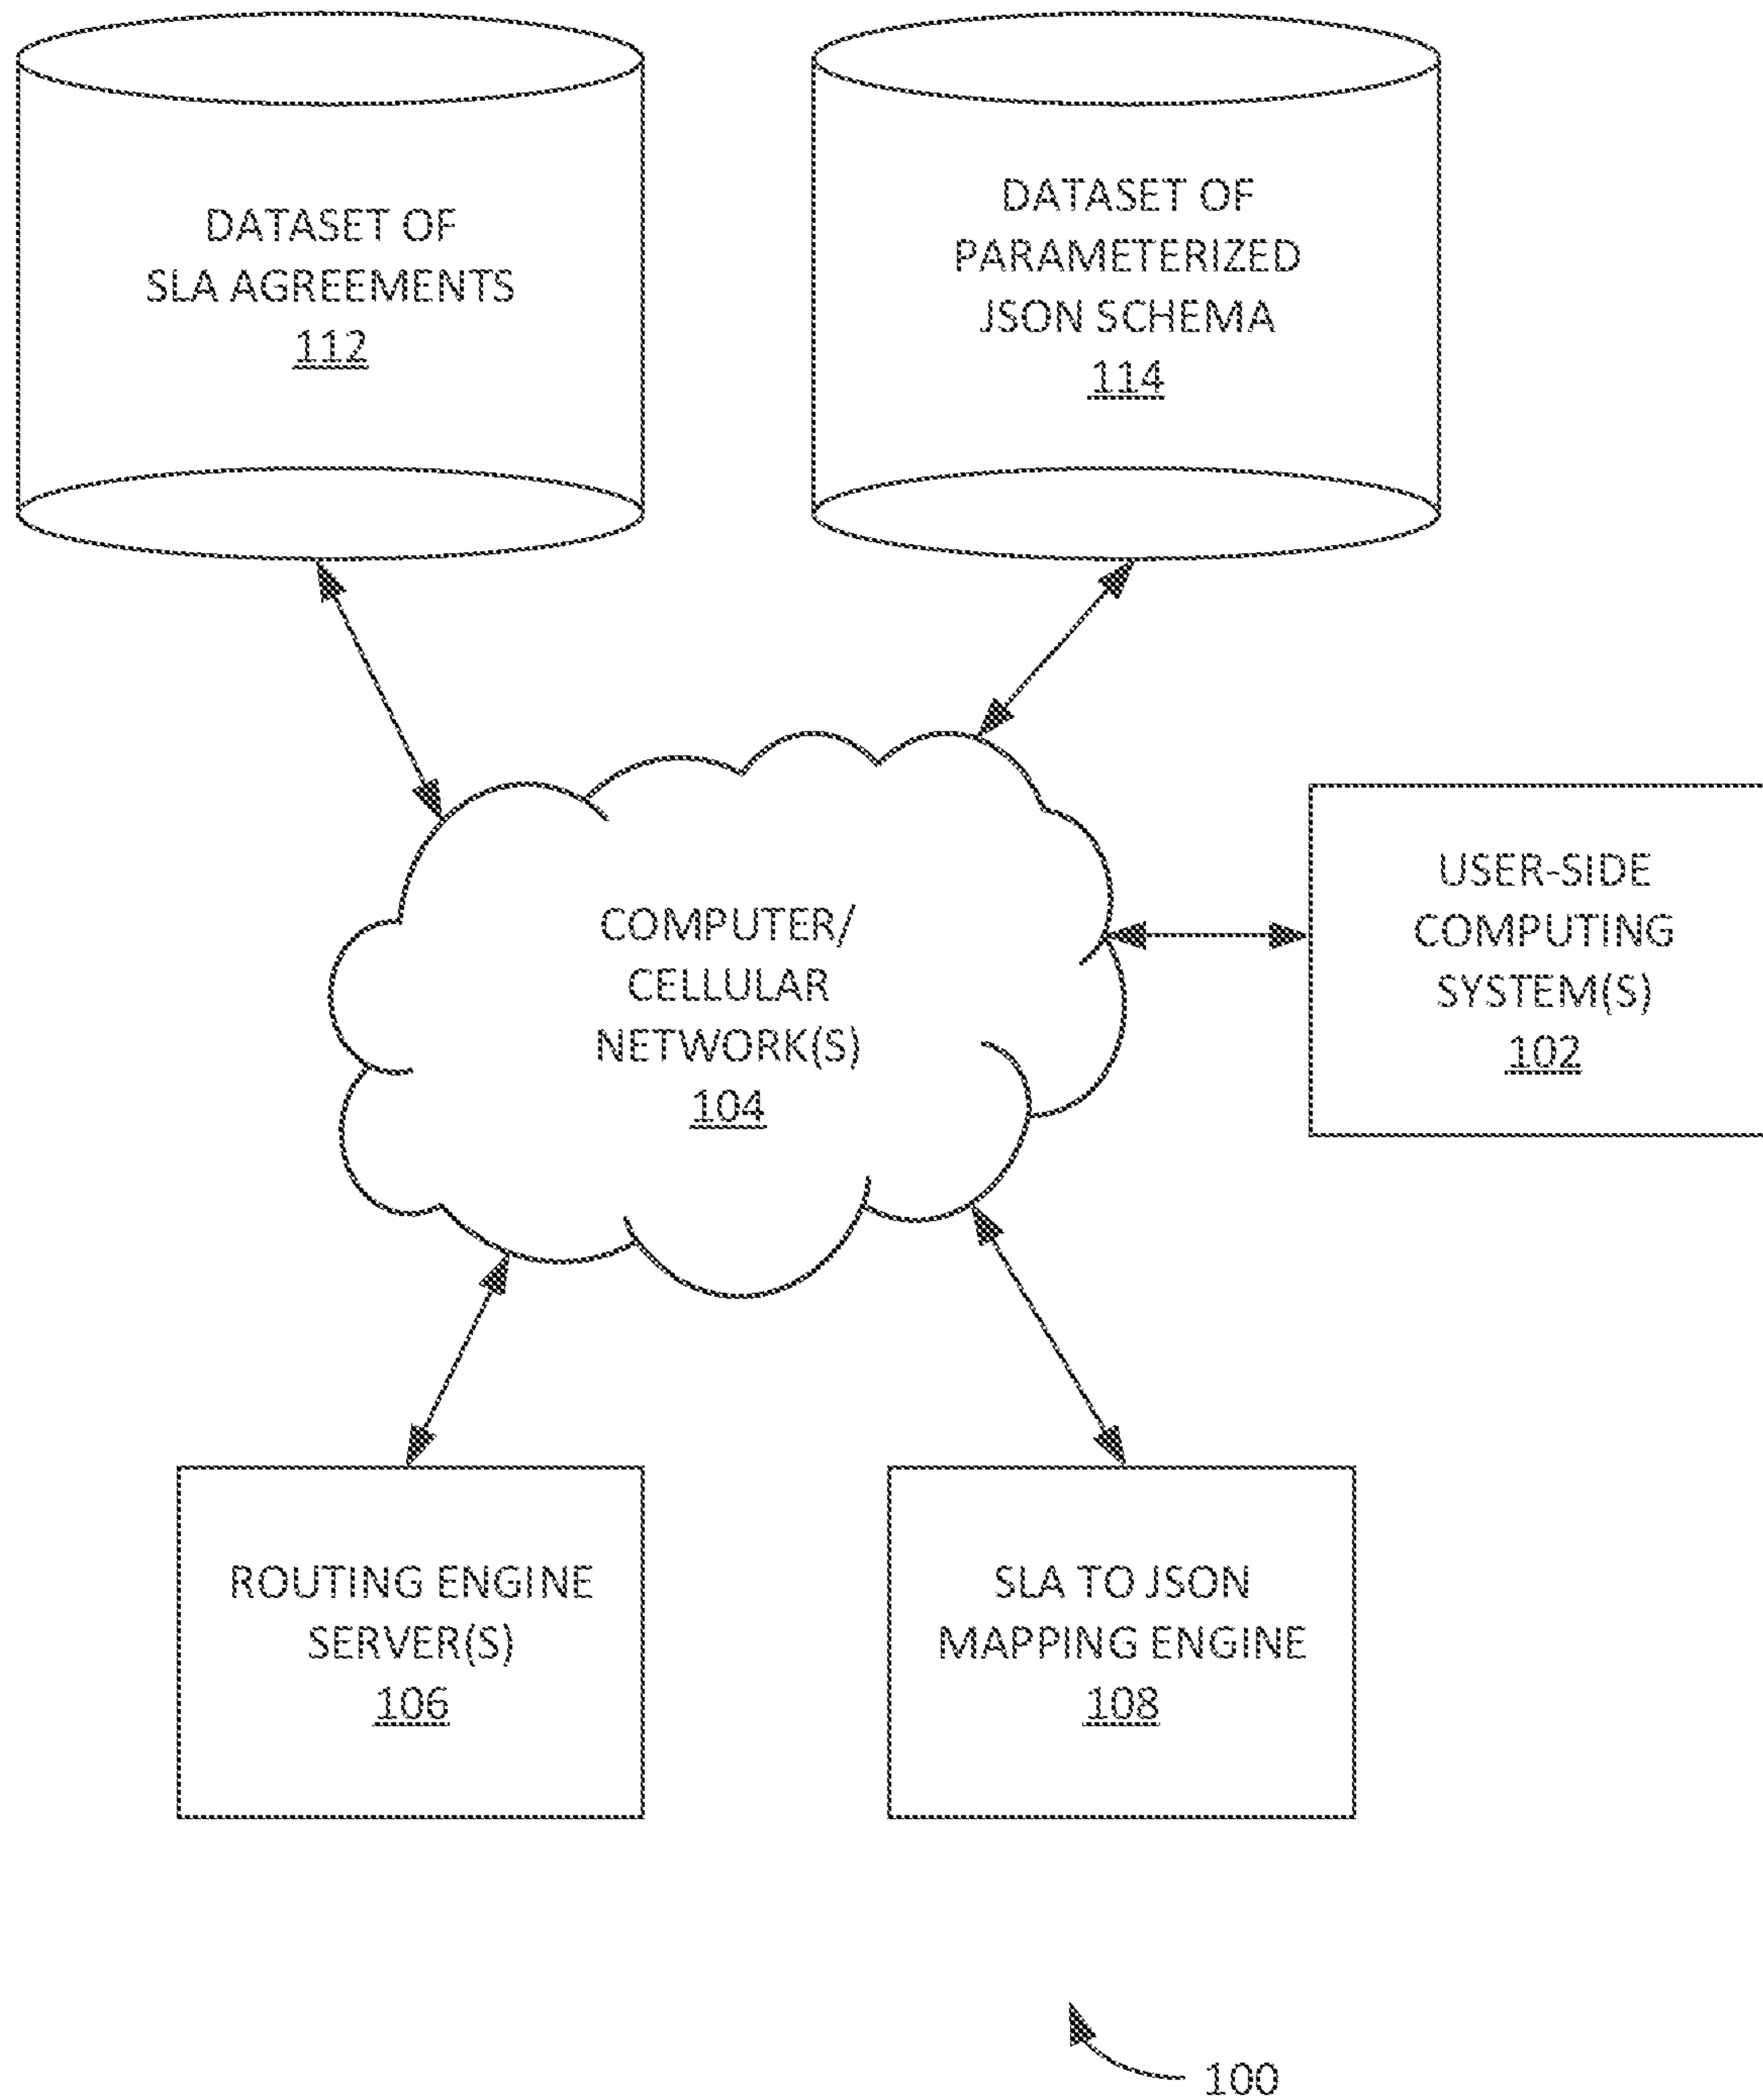 DATASET OF
SLA AGREEMENTS
112
DATASET OF
PARAMETERIZED
JSON SCHEMA
114
COMPUTER/
CELLULAR
NETWORK(S)
104
USER-SIDE
COMPUTING
SYSTEM(S)
102
ROUTING ENGINE
SERVER(S)
106
SLA TO JSON
MAPPING ENGINE
108
100